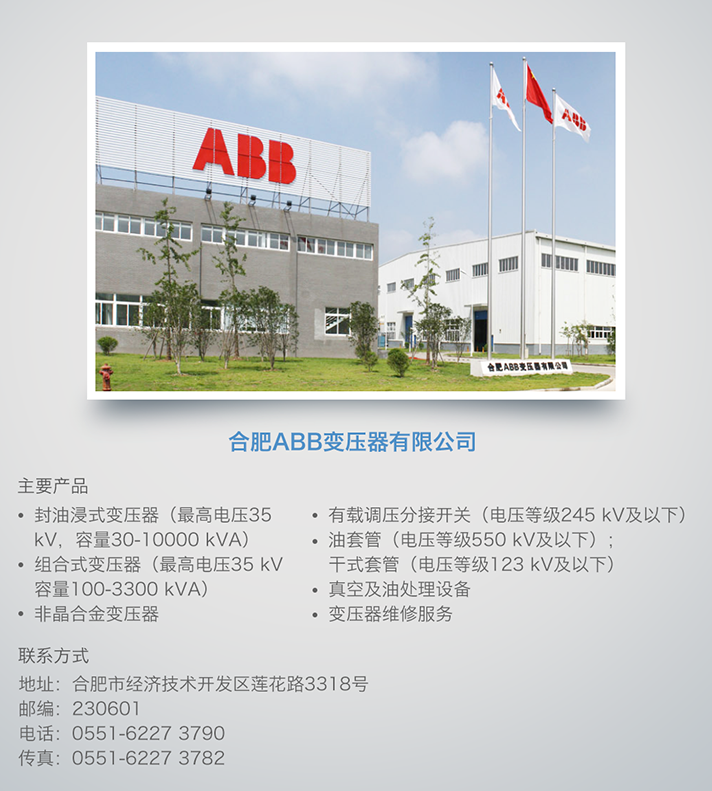 ABB
ABB
合肥ABB变压器有限公司
合肥ABB变压器有限公司
主要产品
• 封油浸式变压器（最高电压35
kV，容量30-10000 kVA）
• 组合式变压器（最高电压35 kV
容量100-3300 kVA）
• 非晶合金变压器
• 有载调压分接开关（电压等级245 kV及以下）
• 油套管（电压等级550 kV及以下）;
干式套管（电压等级123 kV及以下）
• 真空及油处理设备
• 变压器维修服务
联系方式
地址：合肥市经济技术开发区莲花路3318号
邮编：230601
电话：0551-6227 3790
传真：0551-6227 3782